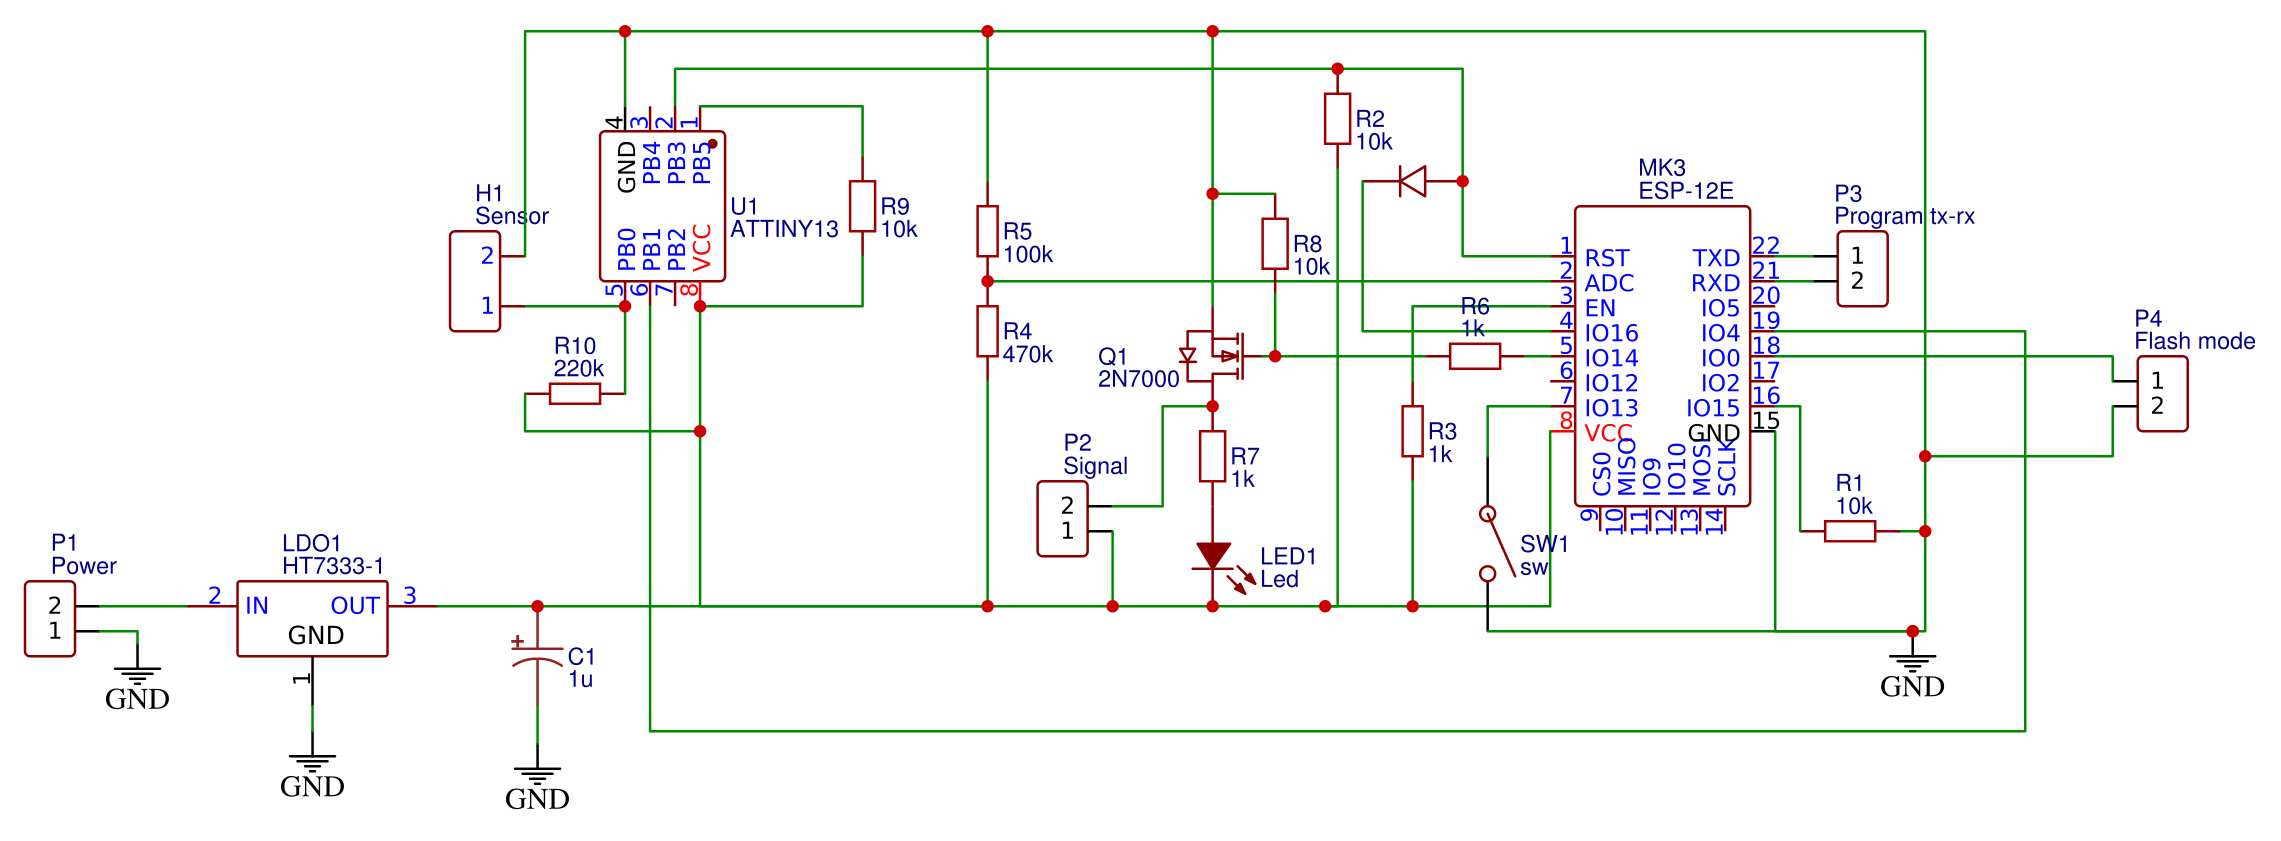 H1
Sensor
2
1
4
3
2
1
GND
PB4
PB3
PB5
PB0
PB1
PB2
VCC
5
6
7
8
U1
ATTINY13
R9
10k
R10
220k
R5
100k
R4
470k
R2
10k
R8
10k
Q1
2N7000
R6
1k
R3
1k
R7
1k
P2
Signal
2
1
LED1
Led
SW1
sw
MK3
ESP-12E
1
2
3
4
5
6
7
8
RST
ADC
EN
IO16
IO14
IO12
IO13
VCC
TXD
RXD
IO5
IO4
IO0
IO2
IO15
GND
22
21
20
19
18
17
16
15
CS0
MISO
IO9
IO10
MOSI
SCLK
9
10
11
12
13
14
P3
Program tx-rx
1
2
P4
Flash mode
1
2
R1
10k
GND
P1
Power
2
1
GND
LDO1
HT7333-1
2
IN
OUT
3
GND
1
GND
+
C1
1u
GND